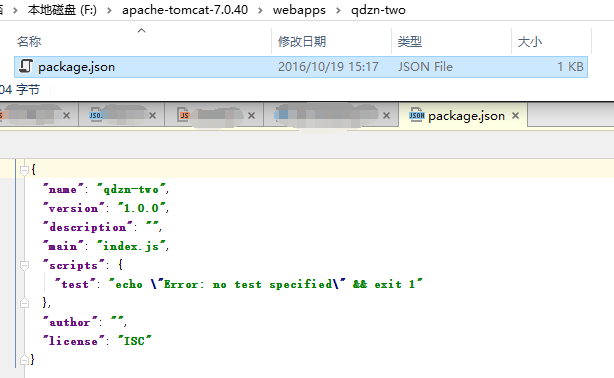 本地磁盘 (F:) › apache-tomcat-7.0.40 › webapps › qdzn-two
名称 修改日期 类型 大小
package.json 2016/10/19 15:17 JSON File 1 KB
04 字节
package.json
{
"name": "qdzn-two",
"version": "1.0.0",
"description": "",
"main": "index.js",
"scripts": {
"test": "echo \"Error: no test specified\" && exit 1"
},
"author": "",
"license": "ISC"
}